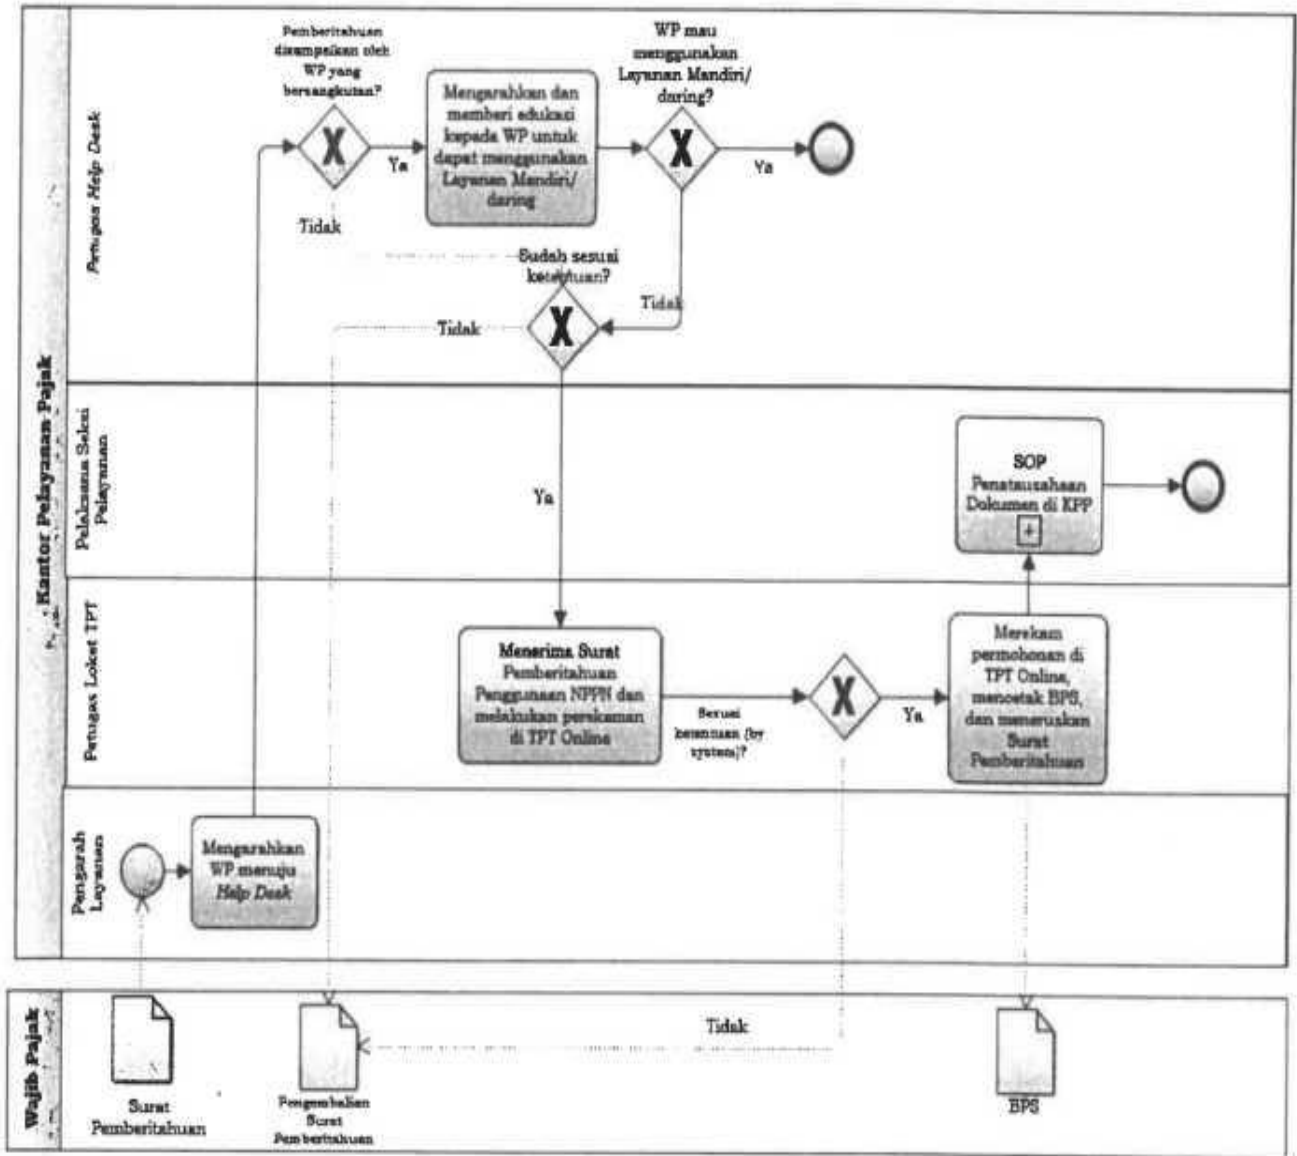 Kantor Pelayanan Pajak
Petugas Help Desk
Pemberitahuan
disampaikan oleh
WP yang
bersangkutan?
Ya
Tidak
Mengarahkan dan
memberi edukasi
kepada WP untuk
dapat menggunakan
Layanan Mandiri/
daring
WP mau
menggunakan
Layanan Mandiri/
daring?
Ya
Tidak
Sudah sesuai
ketentuan?
Tidak
Ya
Pelaksana Seksi
Pelayanan
SOP
Penatausahaan
Dokumen di KPP
Petugas Loket TPT
Menerima Surat
Pemberitahuan
Penggunaan NPPN dan
melakukan perekaman
di TPT Online
Sesuai
ketentuan (by
system)?
Ya
Merekam
permohonan di
TPT Online,
mencetak BPS,
dan meneruskan
Surat
Pemberitahuan
Pengarah
Layanan
Mengarahkan
WP menuju
Help Desk
Wajib Pajak
Surat
Pemberitahuan
Pengembalian
Surat
Pemberitahuan
Tidak
BPS